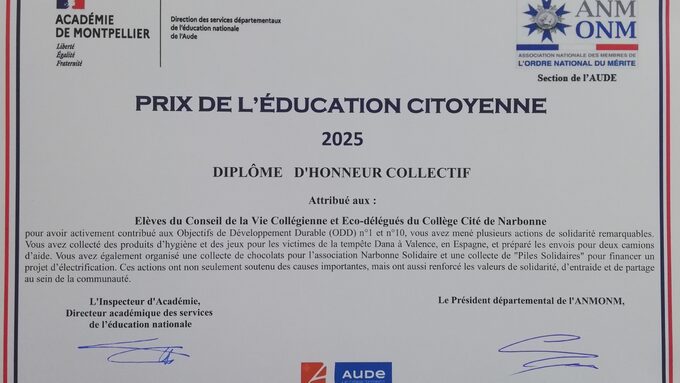 ACADÉMIE
DE MONTPELLIER
Liberté
Égalité
Fraternité
Direction des services départementaux
de l'éducation nationale
de l'Aude
ANM
ONM
ASSOCIATION NATIONALE DES MEMBRES DE
L'ORDRE NATIONAL DU MÉRITE
Section de l'AUDE
PRIX DE L'ÉDUCATION CITOYENNE
2025
DIPLÔME D'HONNEUR COLLECTIF
Attribué aux :
Elèves du Conseil de la Vie Collégienne et Eco-délégués du Collège Cité de Narbonne
pour avoir activement contribué aux Objectifs de Développement Durable (ODD) n°1 et n°10, vous avez mené plusieurs actions de solidarité remarquables.
Vous avez collecté des produits d'hygiène et des jeux pour les victimes de la tempête Dana à Valence, en Espagne, et préparé les envois pour deux camions
d'aide. Vous avez également organisé une collecte de chocolats pour l'association Narbonne Solidaire et une collecte de "Piles Solidaires" pour financer un
projet d'électrification. Ces actions ont non seulement soutenu des causes importantes, mais ont aussi renforcé les valeurs de solidarité, d'entraide et de partage
au sein de la communauté.
L'Inspecteur d'Académie,
Directeur académique des services
de l'éducation nationale
Le Président départemental de l'ANMONM,
AUDE